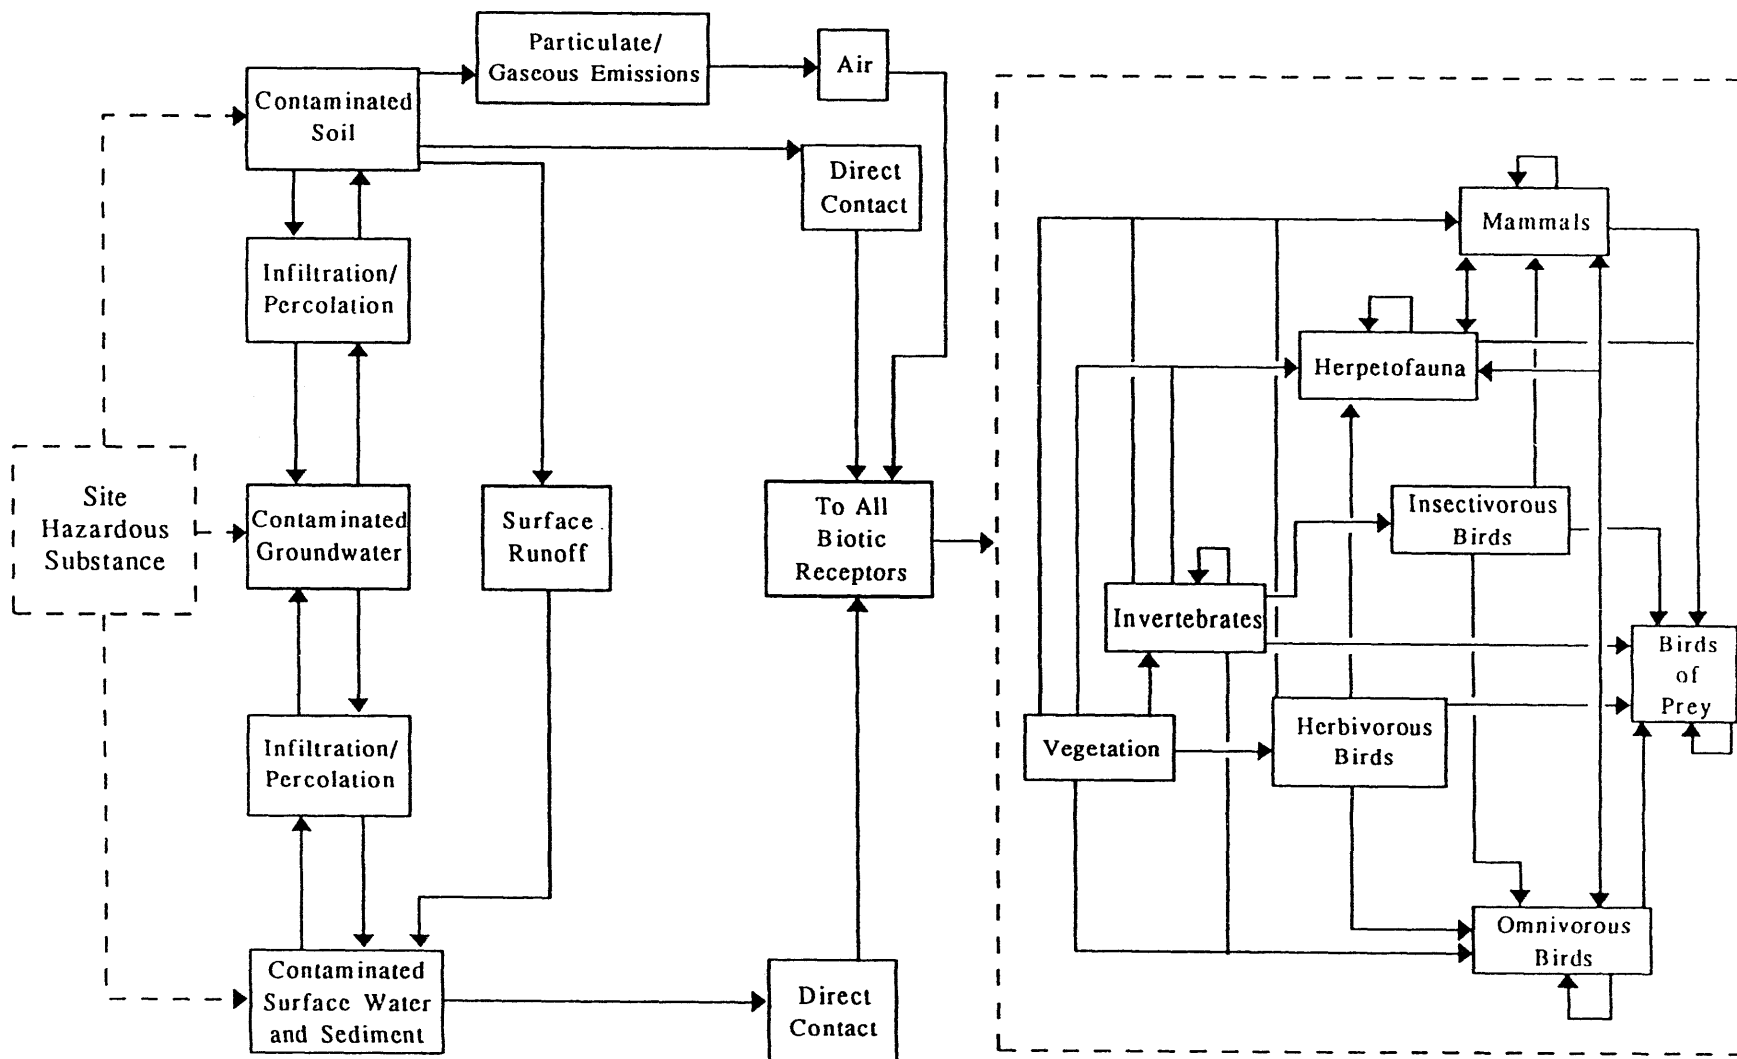 Particulate/
Gaseous Emissions
Air
Contaminated
Soil
Direct
Contact
Mammals
Infiltration/
Percolation
Herpetofauna
Site
Hazardous
Substance
Contaminated
Groundwater
Surface
Runoff
To All
Biotic
Receptors
Insectivorous
Birds
Invertebrates
Birds
of
Prey
Vegetation
Herbivorous
Birds
Infiltration/
Percolation
Omnivorous
Birds
Contaminated
Surface Water
and Sediment
Direct
Contact